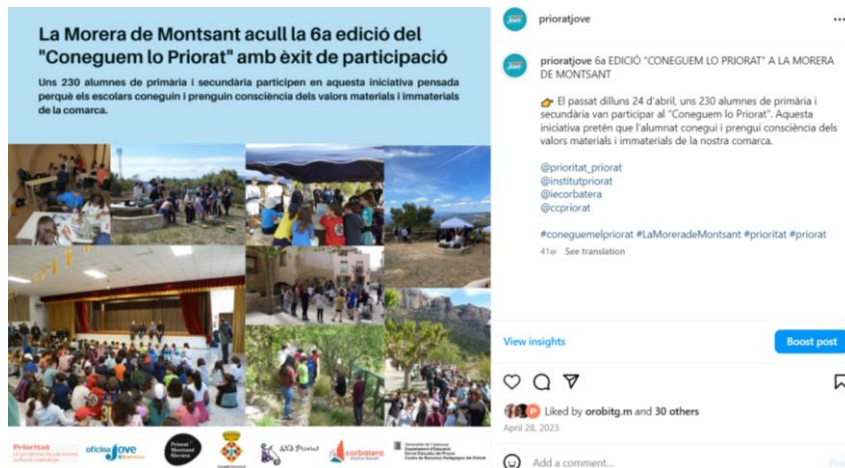 La Morera de Montsant acull la 6a edició del
"Coneguem lo Priorat" amb èxit de participació
Uns 230 alumnes de primària i secundària participen en aquesta iniciativa pensada
perquè els escolars coneguin i prenguin consciència dels valors materials i immaterials
de la comarca.
Prioritat
oficina jove
Priorat
Montsant
Morera
corbatera
prioratjove
prioratjove 6a EDICIÓ "CONEGUEM LO PRIORAT" A LA MORERA
DE MONTSANT
👉 El passat dilluns 24 d'abril, uns 230 alumnes de primària i
secundària van participar al "Coneguem lo Priorat". Aquesta
iniciativa pretén que l'alumnat conegui i prengui consciència dels
valors materials i immaterials de la nostra comarca.
@prioritat_priorat
@institutpriorat
@iecorbatera
@ccpriorat
#coneguemelpriorat #LaMoreradeMontsant #prioritat #priorat
41w See translation
View insights
Boost post
Liked by orobitg.m and 30 others
April 28, 2023
Add a comment...
Post